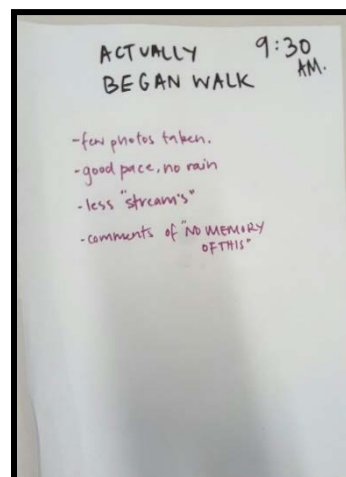 ACTUALLY 9:30
BEGAN WALK AM.
-few photos taken.
-good pace, no rain
-less "stream's"
-comments of "NO MEMORY
OF THIS"